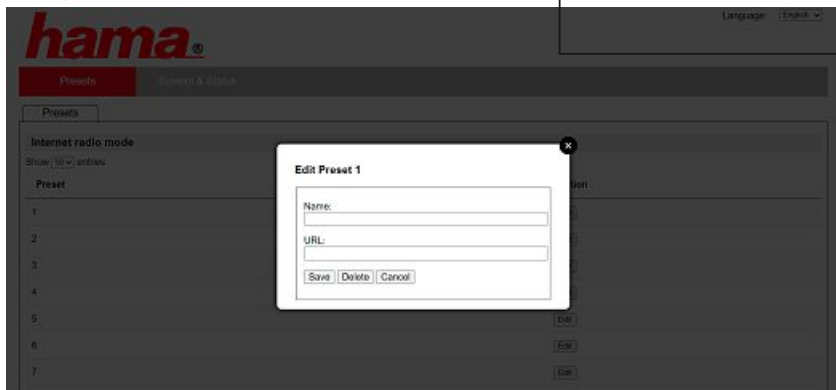 Language: English
hama®
Presets System & Status
Presets
Internet radio mode
Show 10 entries
Edit Preset 1
Preset
1
Name:
2
URL:
3
Save Delete Cancel
4
5 Edit
6 Edit
7 Edit